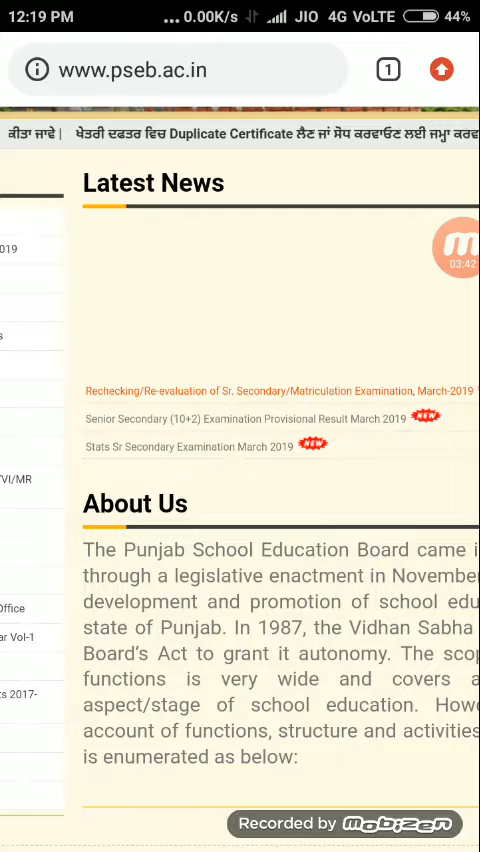 12:19 PM
... 0.00K/s JIO 4G VoLTE 44%
www.pseb.ac.in
1
ਕੀਤਾ ਜਾਵੇ | ਖੇਤਰੀ ਦਫਤਰ ਵਿਚ Duplicate Certificate ਲੈਣ ਜਾਂ ਸੋਧ ਕਰਵਾਓਣ ਲਈ ਜਮ੍ਹਾ ਕਰਵ
Latest News
019
03:42
s
Rechecking/Re-evaluation of Sr. Secondary/Matriculation Examination, March-2019
Senior Secondary (10+2) Examination Provisional Result March 2019 NEW
Stats Sr Secondary Examination March 2019 NEW
/VI/MR
About Us
The Punjab School Education Board came i
through a legislative enactment in November
development and promotion of school edu
Office
state of Punjab. In 1987, the Vidhan Sabha
ar Vol-1
Board's Act to grant it autonomy. The scop
functions is very wide and covers a
ts 2017-
aspect/stage of school education. Howe
account of functions, structure and activities
is enumerated as below:
Recorded by mobizen